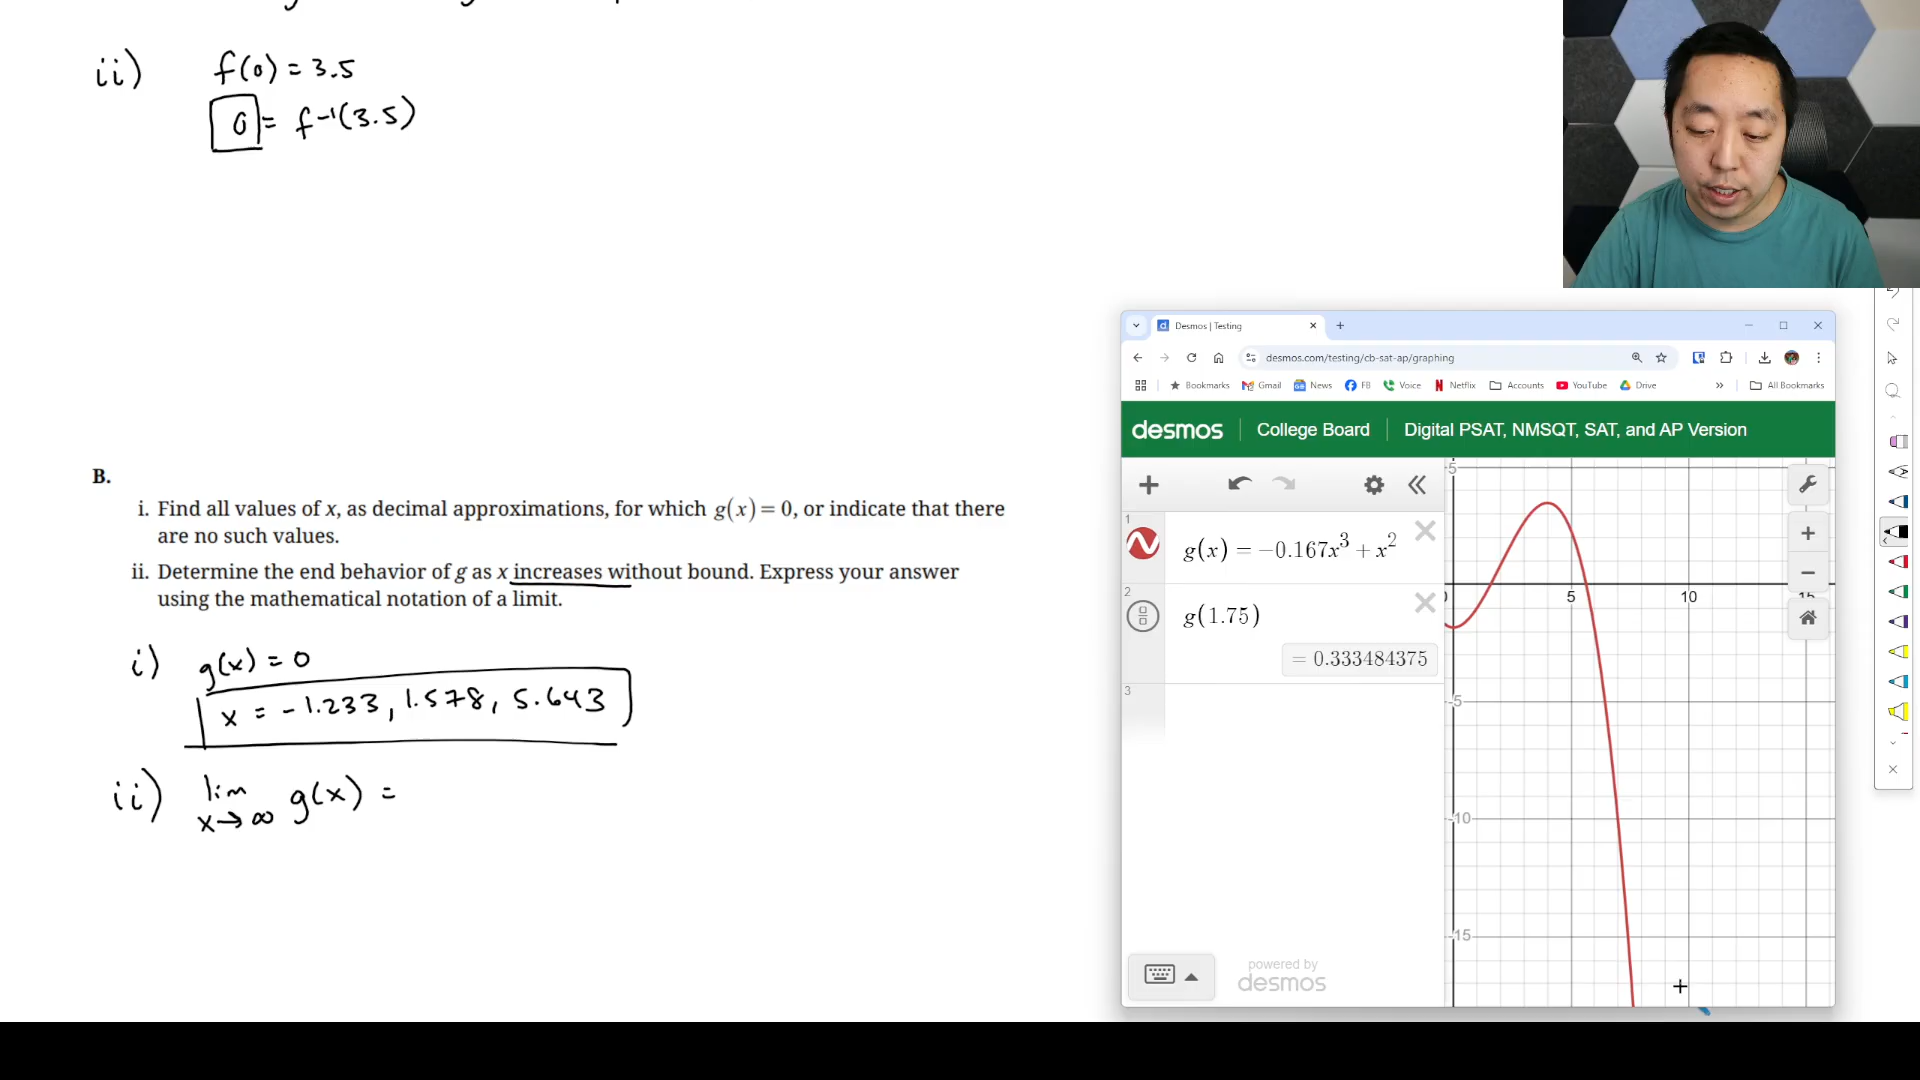 ii) f(0) = 3.5
0 = f⁻¹(3.5)
B.
i. Find all values of x, as decimal approximations, for which g(x) = 0, or indicate that there
are no such values.
ii. Determine the end behavior of g as x increases without bound. Express your answer
using the mathematical notation of a limit.
i) g(x) = 0
x = -1.233, 1.578, 5.643
ii) lim g(x) =
x→∞
Desmos | Testing
desmos.com/testing/cb-sat-ap/graphing
Bookmarks Gmail News FB Voice Netflix Accounts YouTube Drive » All Bookmarks
desmos College Board Digital PSAT, NMSQT, SAT, and AP Version
1
g(x) = −0.167x³ + x²
2
g(1.75)
= 0.333484375
3
powered by
desmos
5
5
10
15
-5
-10
-15